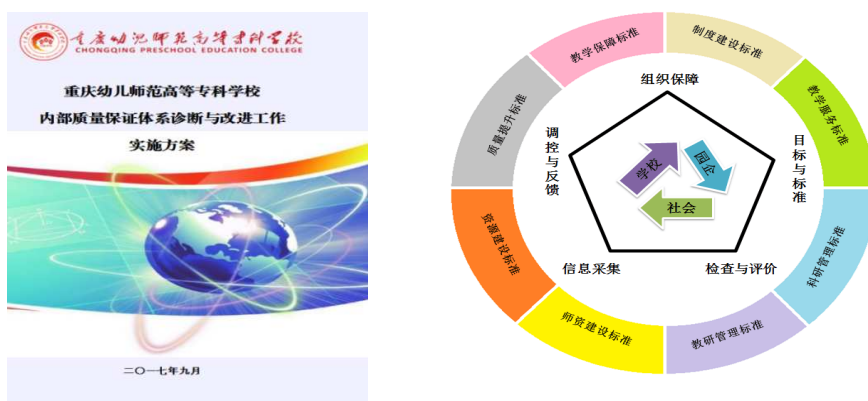 重庆幼儿师范高等专科学校
CHONGQING PRESCHOOL EDUCATION COLLEGE
重庆幼儿师范高等专科学校
内部质量保证体系诊断与改进工作
实施方案
二〇一七年九月
教学保障标准
制度建设标准
教学服务标准
科研管理标准
教研管理标准
师资建设标准
资源建设标准
质量提升标准
组织保障
目标与标准
检查与评价
信息采集
调控与反馈
学校
园企
社会